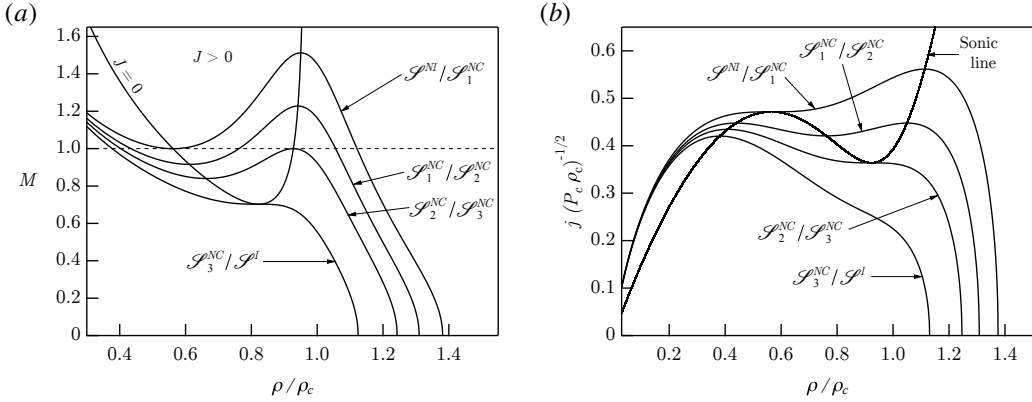 (a)
1.6
1.4
1.2
1.0
0.8
0.6
0.4
0.2
0
M
J = 0
J > 0
𝒮^{NI}/𝒮_1^{NC}
𝒮_1^{NC}/𝒮_2^{NC}
𝒮_2^{NC}/𝒮_3^{NC}
𝒮_3^{NC}/𝒮^I
0.4 0.6 0.8 1.0 1.2 1.4
ρ/ρ_c
(b)
0.6
0.5
0.4
0.3
0.2
0.1
0
j (P_c ρ_c)^{-1/2}
𝒮_1^{NC}/𝒮_2^{NC}
𝒮^{NI}/𝒮_1^{NC}
Sonic
line
𝒮_2^{NC}/𝒮_3^{NC}
𝒮_3^{NC}/𝒮^I
0.2 0.4 0.6 0.8 1.0 1.2 1.4
ρ/ρ_c